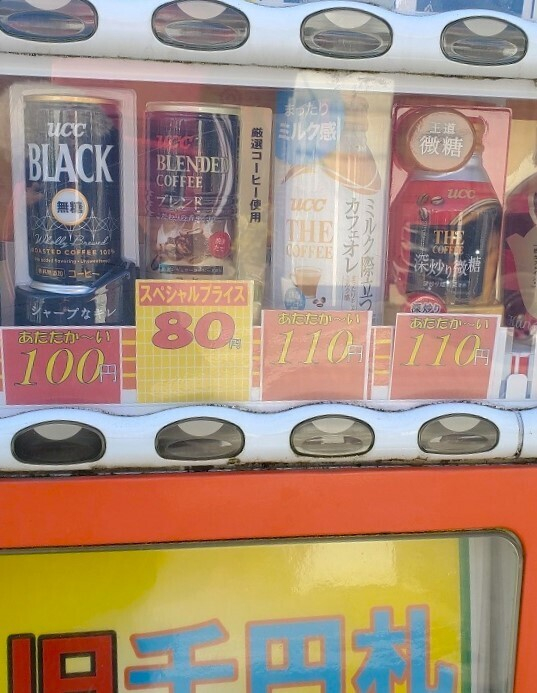 ucc
BLACK
無糖
ROASTED COFFEE 100%
コーヒー
シャープなキレ
あたたか〜い
100円
ucc
BLENDED
COFFEE
ブレンド
厳選コーヒー使用
スペシャルプライス
80円
まったり
ミルク感
ucc
THE
COFFEE
カフェオレ
ミルク際立つ
あたたか〜い
110円
王道
微糖
ucc
THE
COFFEE
深炒り微糖
あたたか〜い
110円
旧千円札